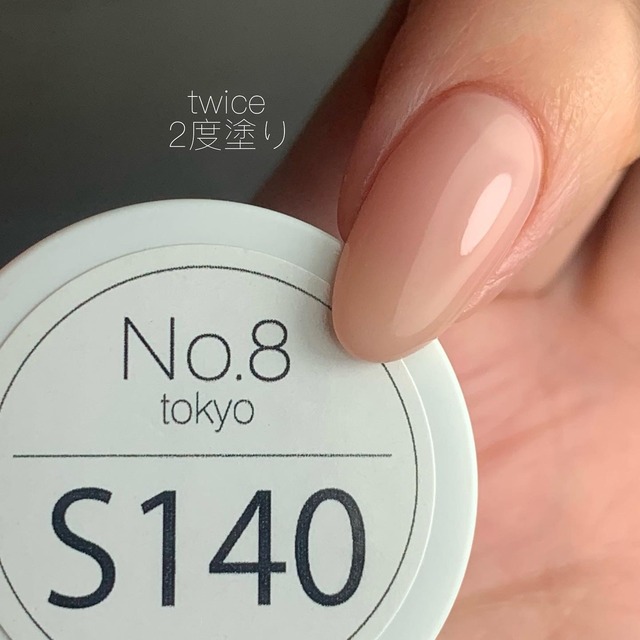 twice
2度塗り
No.8
tokyo
S140